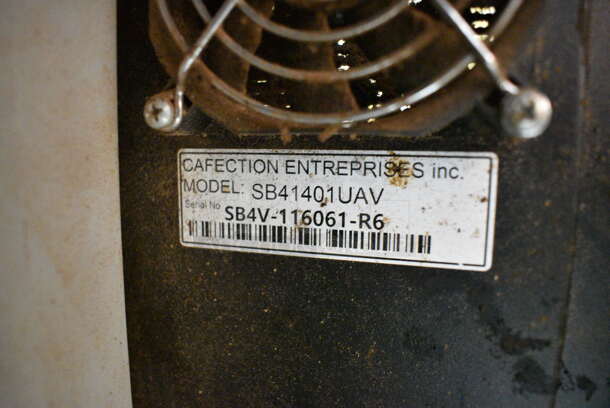 CAFECTION ENTREPRISES inc.
MODEL: SB41401UAV
Serial No SB4V-116061-R6